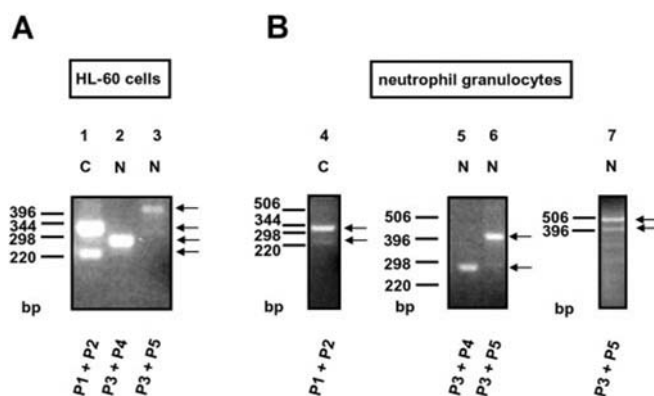 A
B
HL-60 cells
neutrophil granulocytes
1 2 3
C N N
4
C
5 6
N N
7
N
396
344
298
220
bp
506
344
298
220
bp
506
396
298
220
bp
506
396
bp
P1 + P2
P3 + P4
P3 + P5
P1 + P2
P3 + P4
P3 + P5
P3 + P5